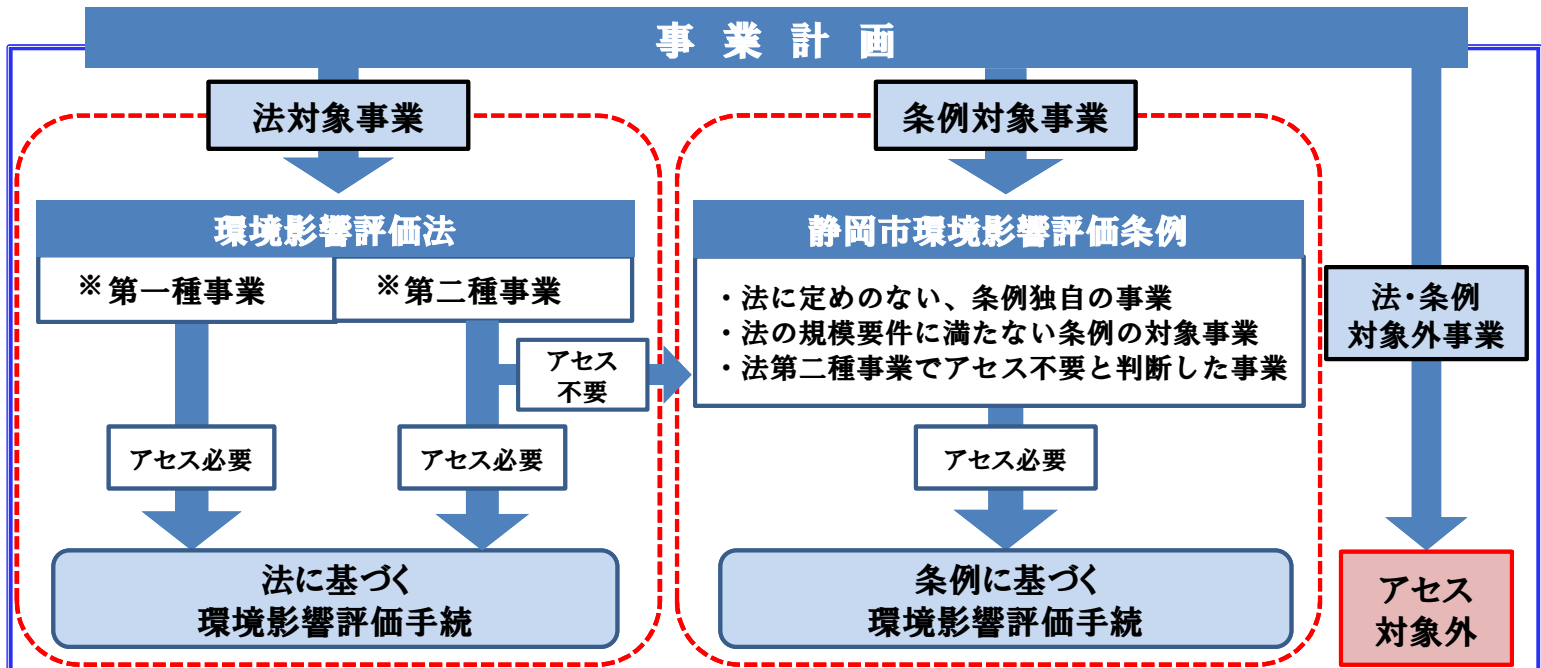 事業計画
法対象事業
環境影響評価法
※第一種事業
※第二種事業
アセス
不要
アセス必要
アセス必要
法に基づく
環境影響評価手続
条例対象事業
静岡市環境影響評価条例
・法に定めのない、条例独自の事業
・法の規模要件に満たない条例の対象事業
・法第二種事業でアセス不要と判断した事業
アセス必要
条例に基づく
環境影響評価手続
法・条例
対象外事業
アセス
対象外